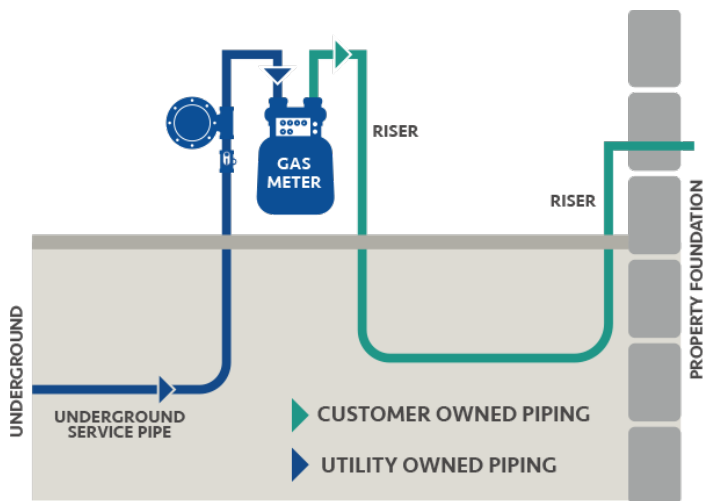 RISER
GAS
METER
RISER
PROPERTY FOUNDATION
UNDERGROUND
UNDERGROUND
SERVICE PIPE
CUSTOMER OWNED PIPING
UTILITY OWNED PIPING